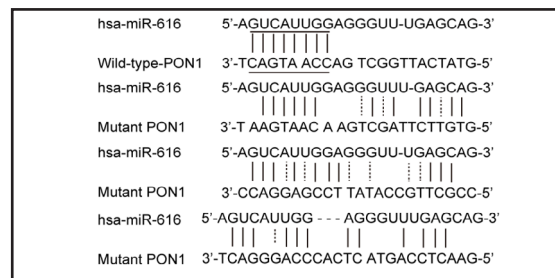 hsa-miR-616 5'-AGUCAUUGGAGGGUU-UGAGCAG-3'
Wild-type-PON1 3'-TCAGTAACCAG TCGGTTACTATG-5'
hsa-miR-616 5'-AGUCAUUGGAGGGUUU-GAGCAG-3'
Mutant PON1 3'-T AAGTAAC A AGTCGATTCTTGTG-5'
hsa-miR-616 5'-AGUCAUUGGAGGGUU-UGAGCAG-3'
Mutant PON1 3'-CCAGGAGCCT TATACCGTTCGCC-5'
hsa-miR-616 5'-AGUCAUUGG---AGGGUUUGAGCAG-3'
Mutant PON1 3'-TCAGGGACCCACTC ATGACCTCAAG-5'